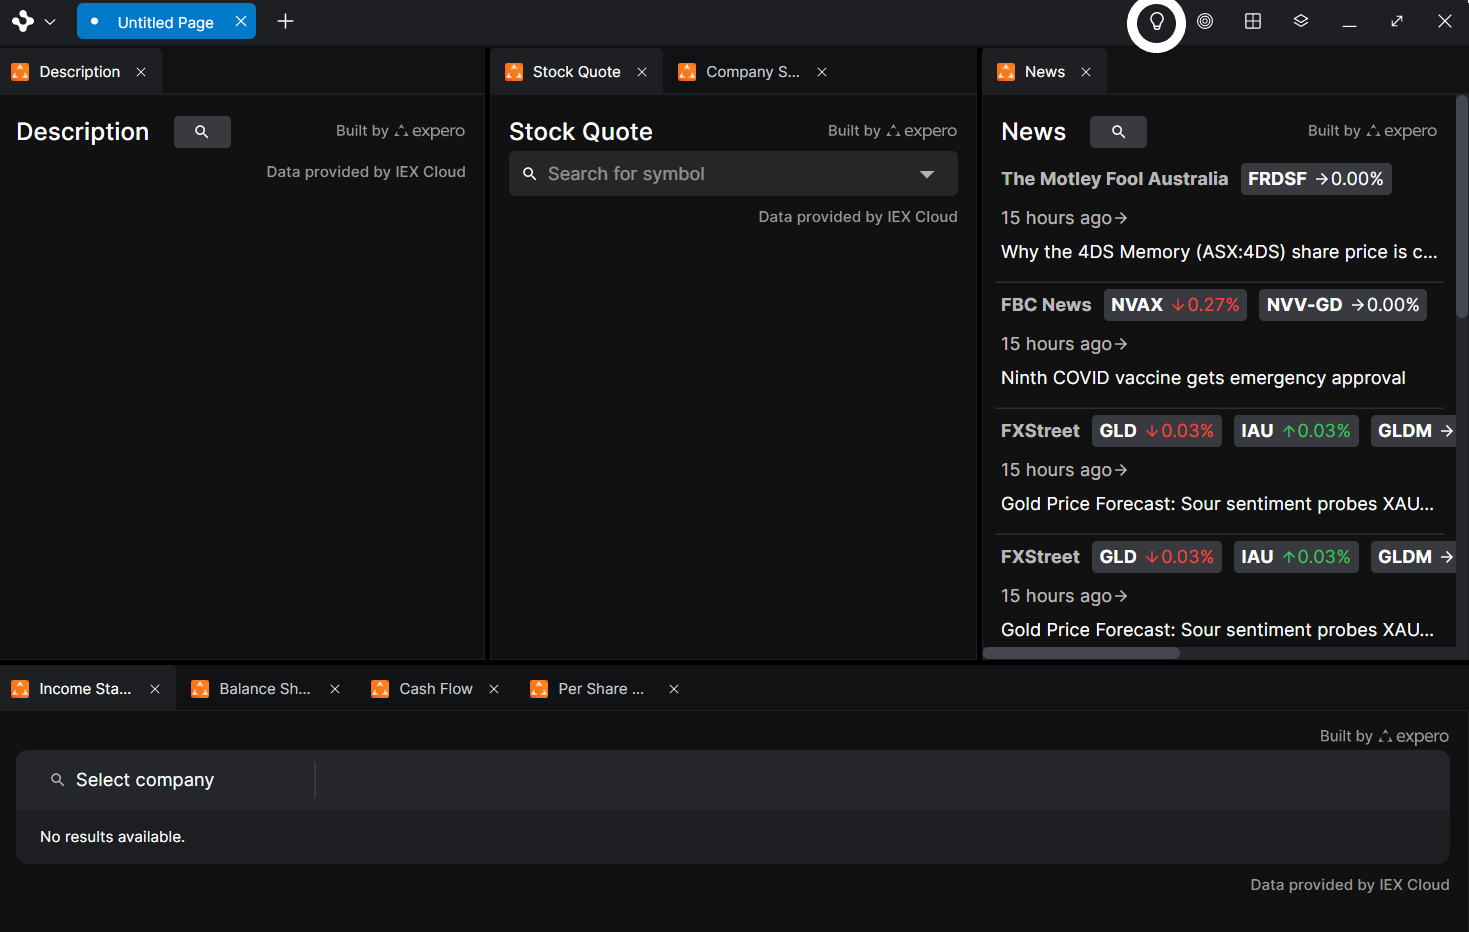 Untitled Page
Description
Stock Quote
Company S...
News
Description
Built by expero
Data provided by IEX Cloud
Stock Quote
Built by expero
Search for symbol
Data provided by IEX Cloud
News
Built by expero
The Motley Fool Australia FRDSF →0.00%
15 hours ago→
Why the 4DS Memory (ASX:4DS) share price is c...
FBC News NVAX ↓0.27% NVV-GD →0.00%
15 hours ago→
Ninth COVID vaccine gets emergency approval
FXStreet GLD ↓0.03% IAU ↑0.03% GLDM →
15 hours ago→
Gold Price Forecast: Sour sentiment probes XAU...
FXStreet GLD ↓0.03% IAU ↑0.03% GLDM →
15 hours ago→
Gold Price Forecast: Sour sentiment probes XAU...
Income Sta...
Balance Sh...
Cash Flow
Per Share ...
Built by expero
Select company
No results available.
Data provided by IEX Cloud